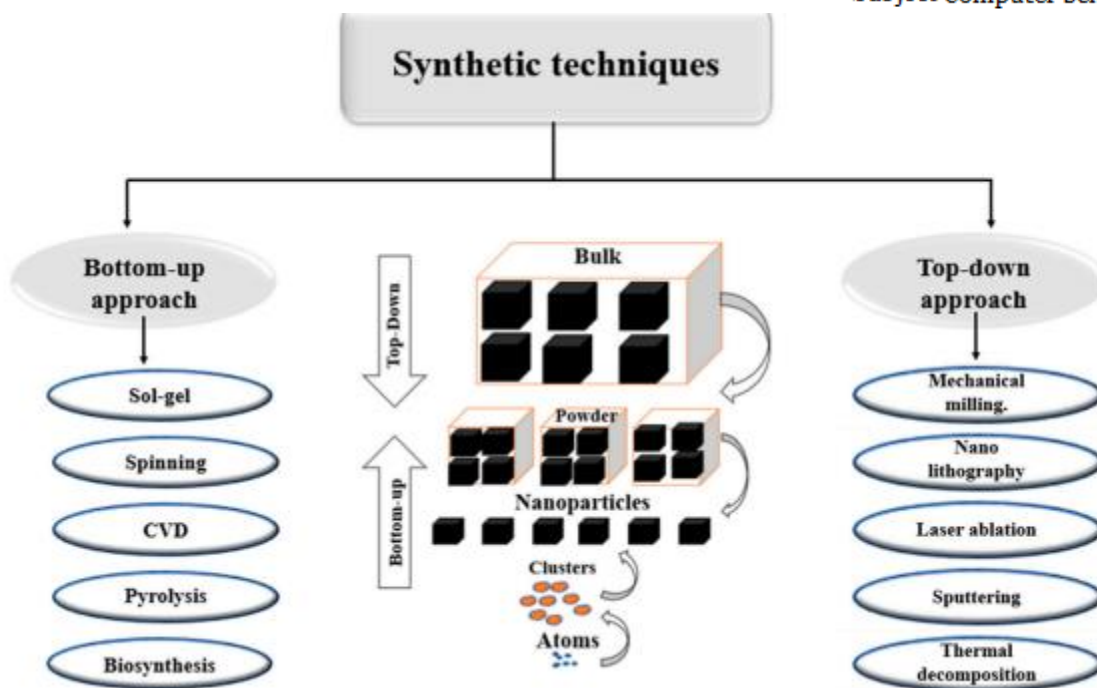 Synthetic techniques
Bottom-up
approach
Sol-gel
Spinning
CVD
Pyrolysis
Biosynthesis
Top-Down
Bottom-up
Bulk
Powder
Nanoparticles
Clusters
Atoms
Top-down
approach
Mechanical
milling.
Nano
lithography
Laser ablation
Sputtering
Thermal
decomposition